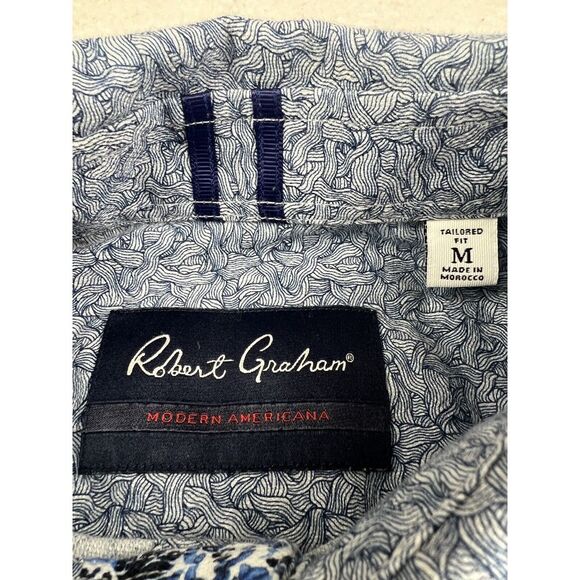 TAILORED
FIT
M
MADE IN
MOROCCO
Robert Graham®
MODERN AMERICANA